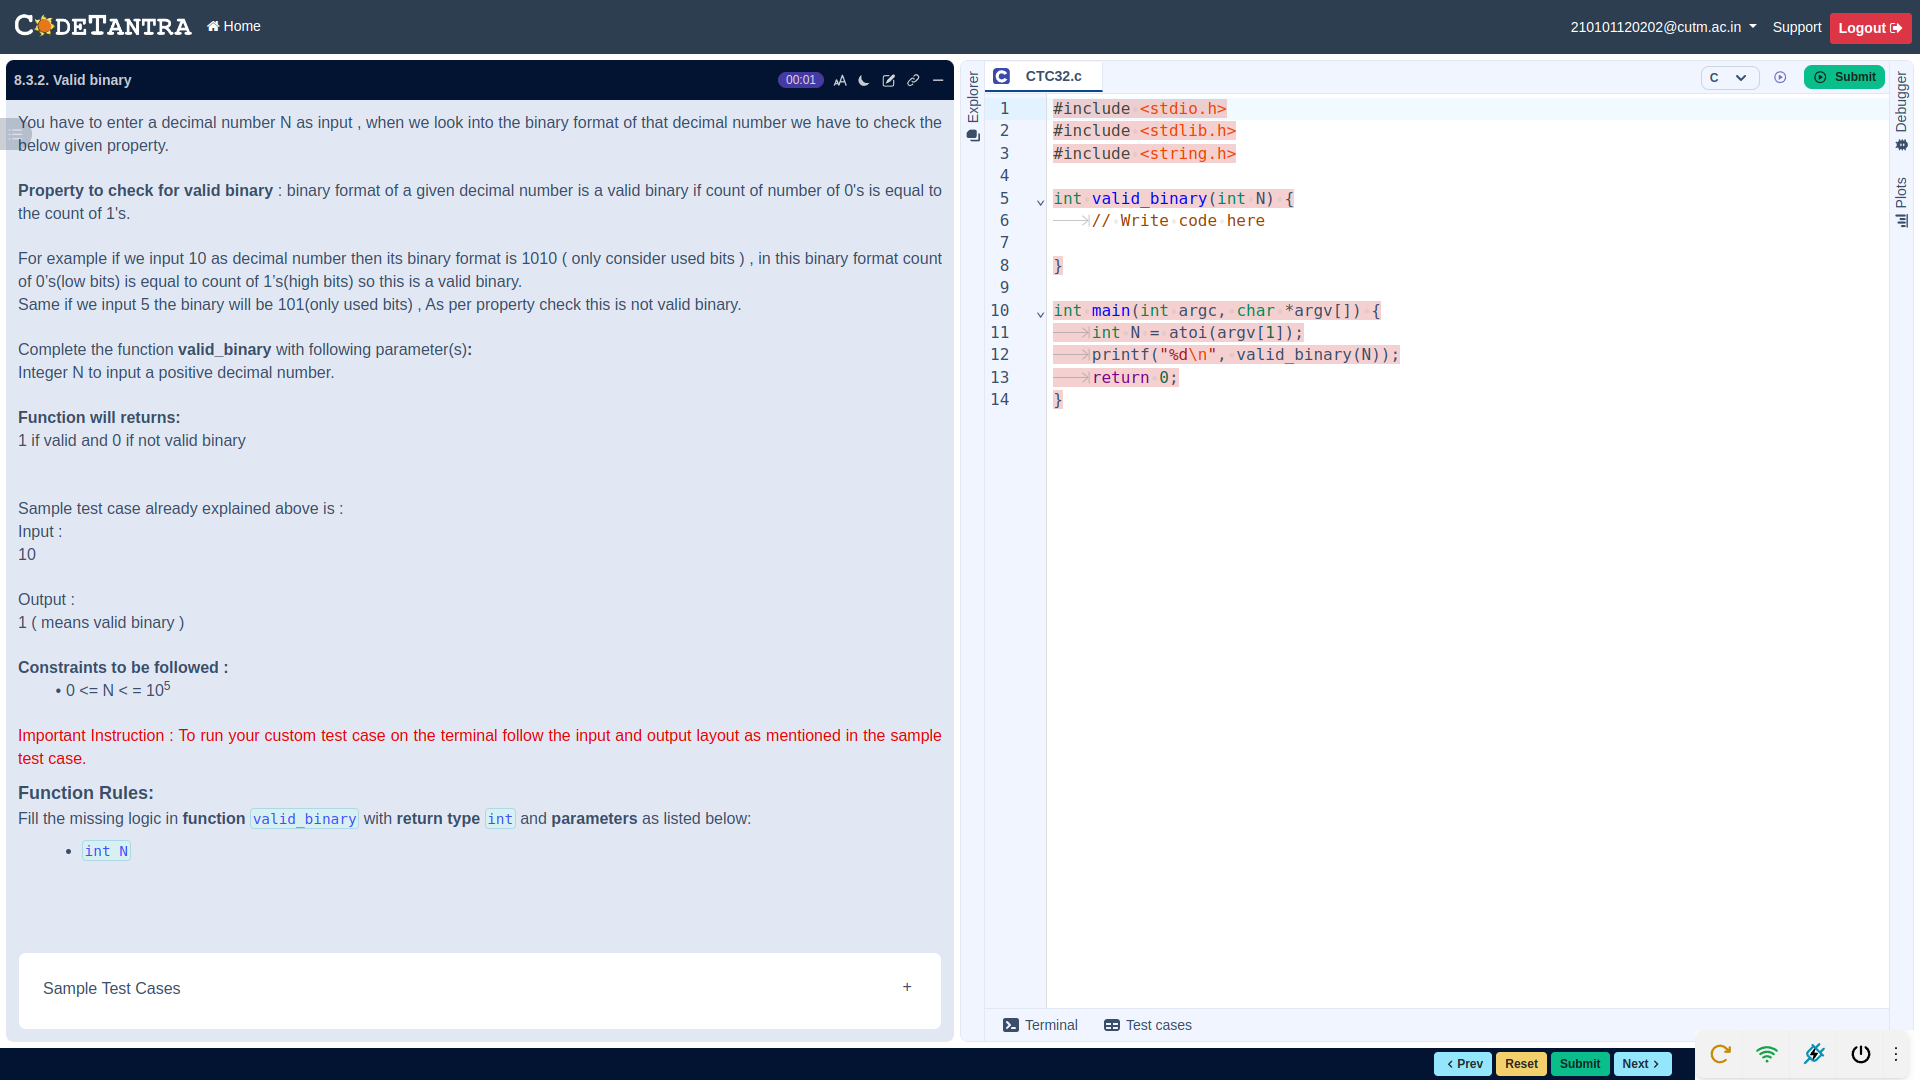 CODETANTRA
Home
210101120202@cutm.ac.in
Support
Logout
8.3.2. Valid binary
00:01
AA
You have to enter a decimal number N as input , when we look into the binary format of that decimal number we have to check the
below given property.
Property to check for valid binary : binary format of a given decimal number is a valid binary if count of number of 0's is equal to
the count of 1's.
For example if we input 10 as decimal number then its binary format is 1010 ( only consider used bits ) , in this binary format count
of 0's(low bits) is equal to count of 1's(high bits) so this is a valid binary.
Same if we input 5 the binary will be 101(only used bits) , As per property check this is not valid binary.
Complete the function valid_binary with following parameter(s):
Integer N to input a positive decimal number.
Function will returns:
1 if valid and 0 if not valid binary
Sample test case already explained above is :
Input :
10
Output :
1 ( means valid binary )
Constraints to be followed :
• 0 <= N < = 10⁵
Important Instruction : To run your custom test case on the terminal follow the input and output layout as mentioned in the sample
test case.
Function Rules:
Fill the missing logic in function valid_binary with return type int and parameters as listed below:
• int N
Sample Test Cases
+
Explorer
CTC32.c
C
Submit
1 #include <stdio.h>
2 #include <stdlib.h>
3 #include <string.h>
4
5 int valid_binary(int N) {
6 // Write code here
7
8 }
9
10 int main(int argc, char *argv[]) {
11 int N = atoi(argv[1]);
12 printf("%d\n", valid_binary(N));
13 return 0;
14 }
Debugger
Plots
Terminal
Test cases
< Prev
Reset
Submit
Next >